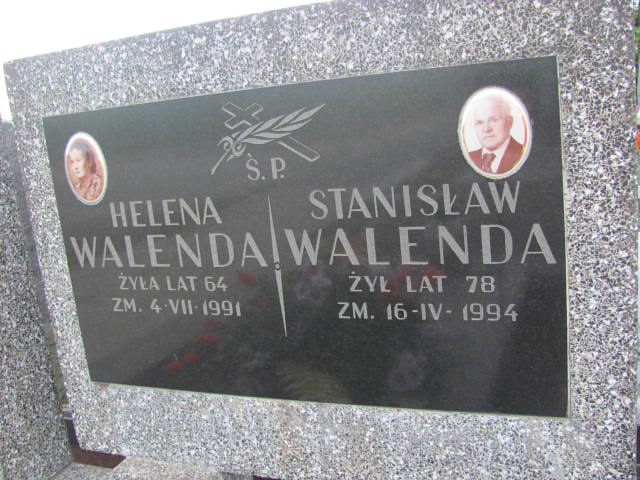 Ś.P.
HELENA
WALENDA
ŻYŁA LAT 64
ZM. 4-VII-1991
STANISŁAW
WALENDA
ŻYŁ LAT 78
ZM. 16-IV-1994